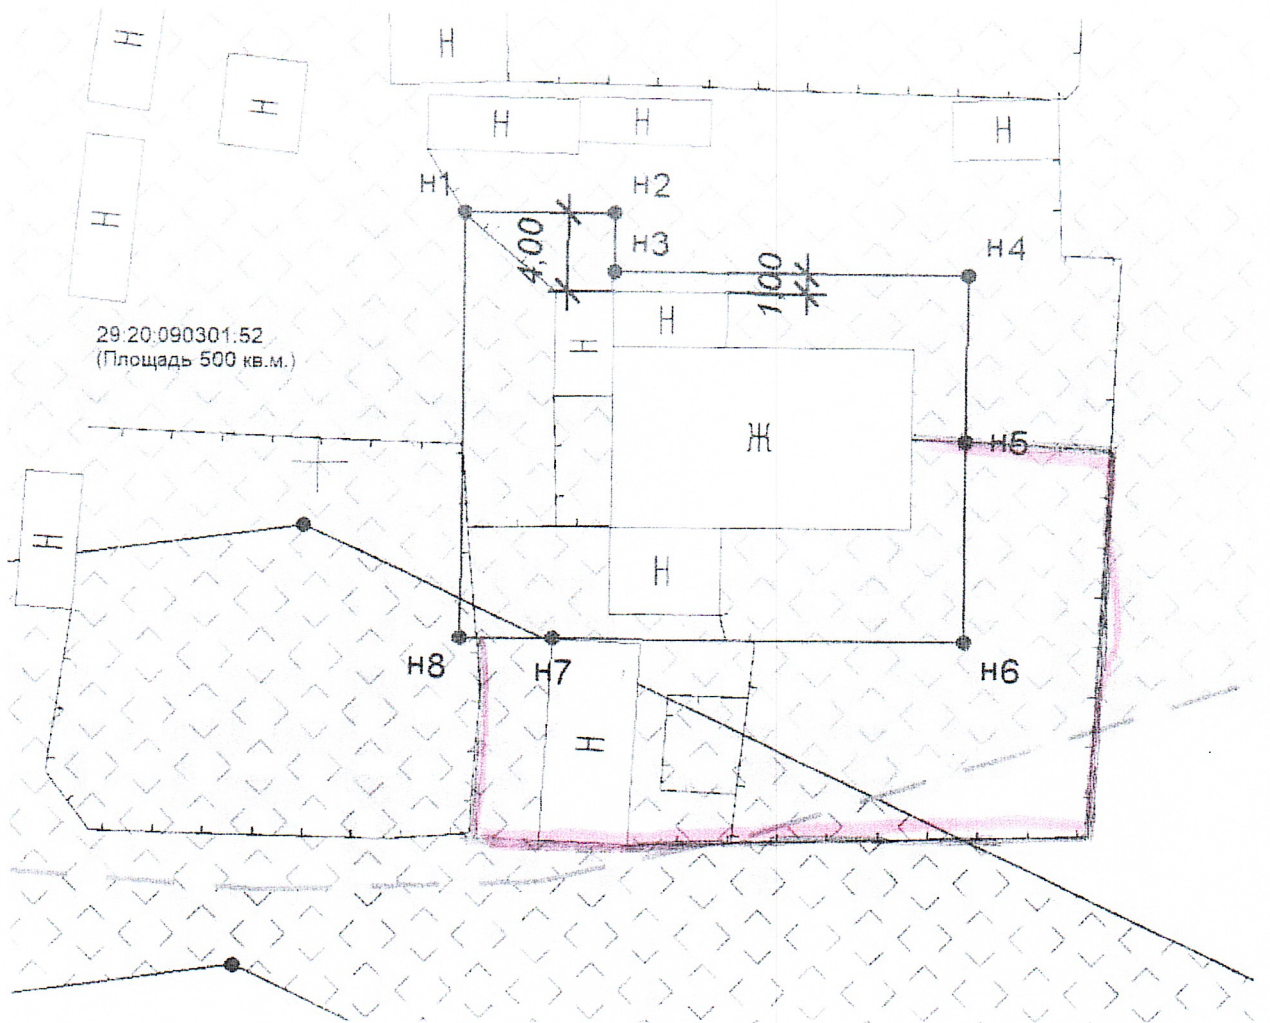 Н
Н
Н
Н
Н
Н
Н
н1
н2
н3
н4
4,00
1,00
29:20:090301:52
(Площадь 500 кв.м.)
Н
Н
Ж
н5
Н
Н
н8
н7
н6
Н